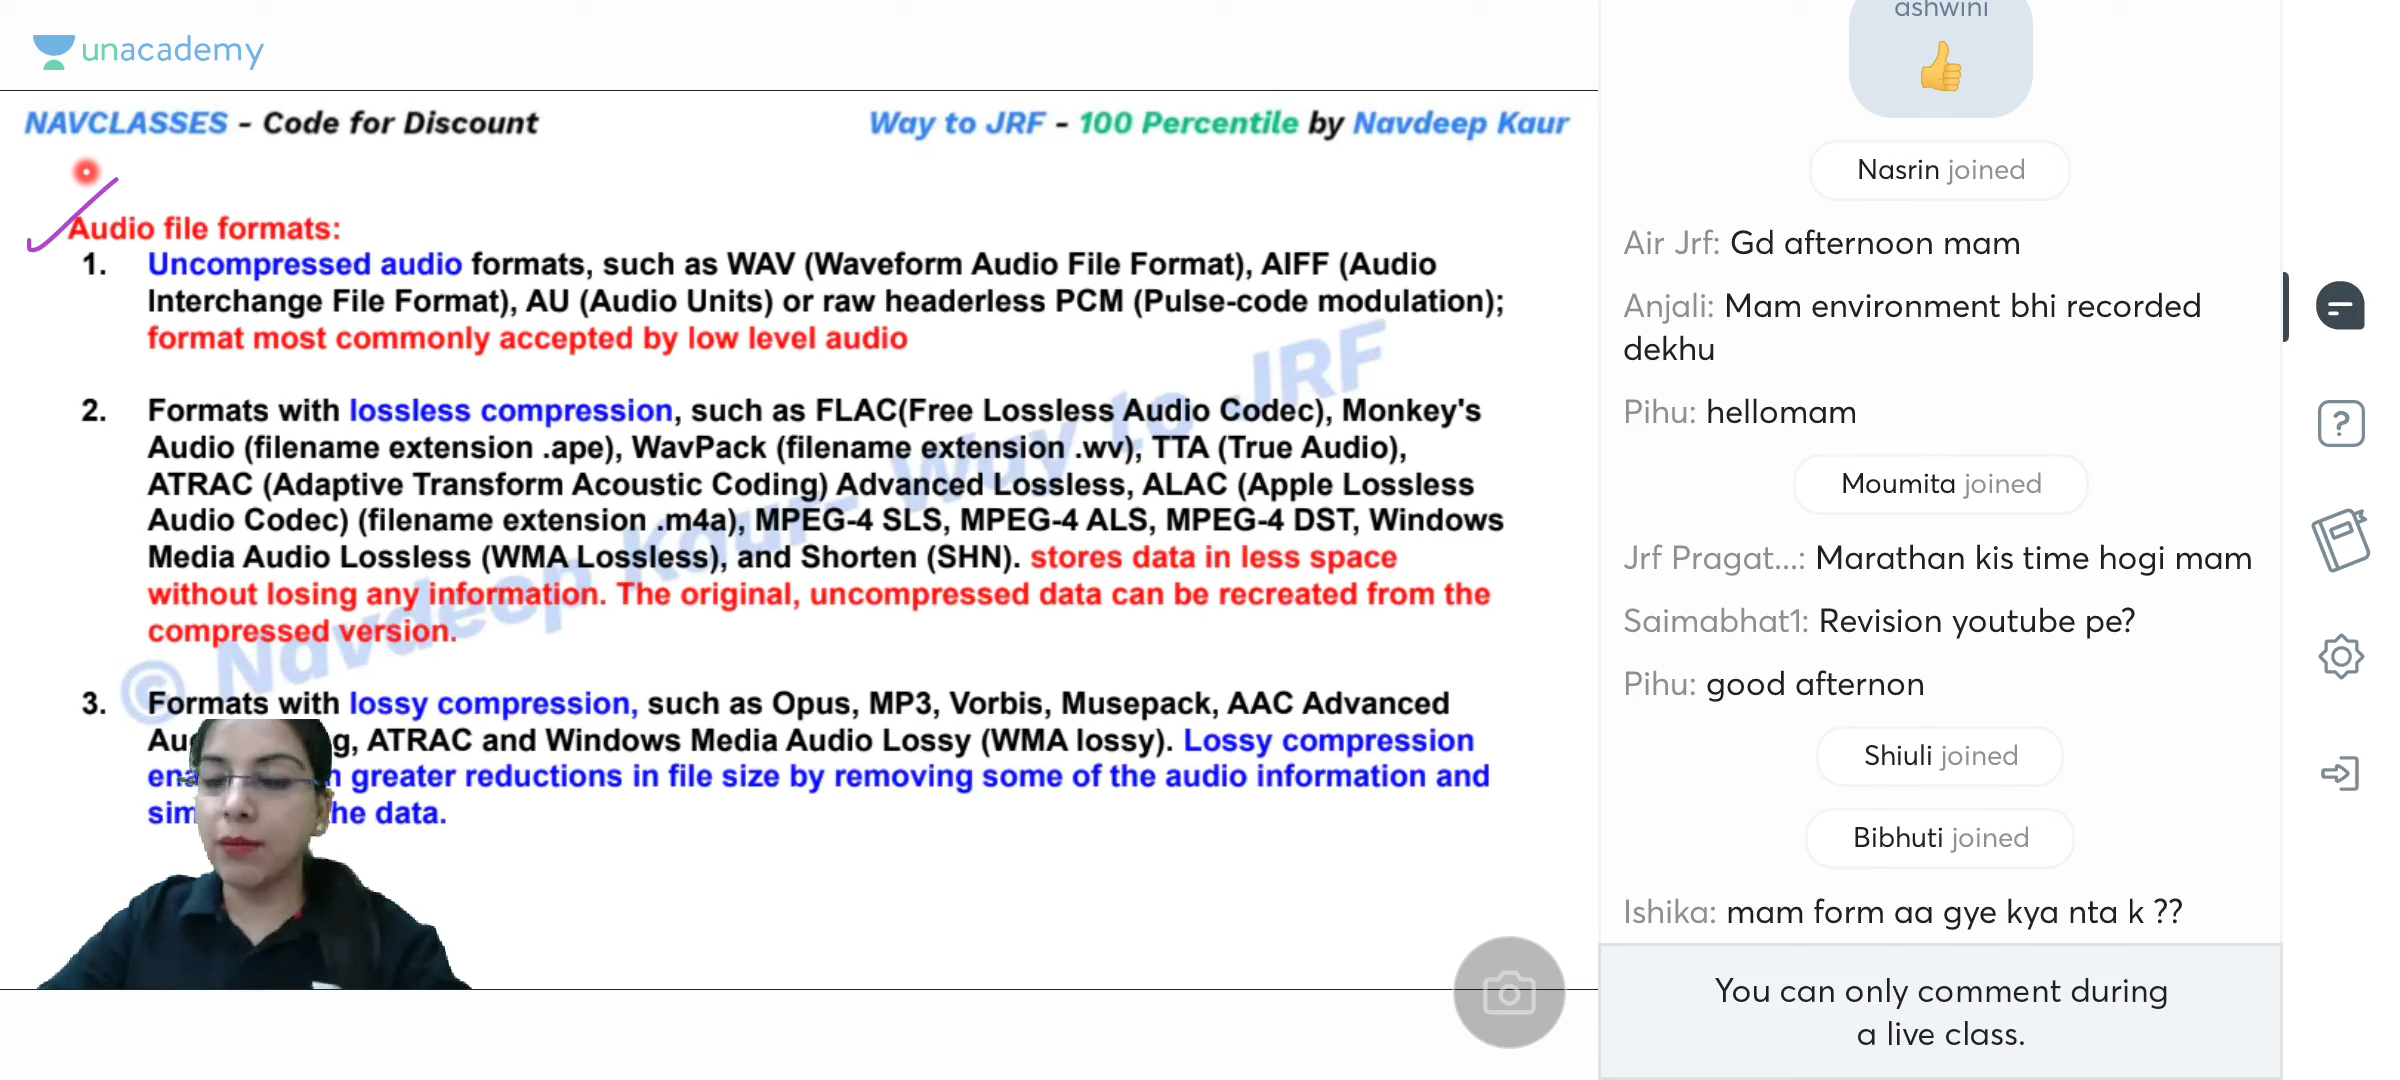 unacademy
NAVCLASSES - Code for Discount
Way to JRF - 100 Percentile by Navdeep Kaur
Audio file formats:
1. Uncompressed audio formats, such as WAV (Waveform Audio File Format), AIFF (Audio
Interchange File Format), AU (Audio Units) or raw headerless PCM (Pulse-code modulation);
format most commonly accepted by low level audio
2. Formats with lossless compression, such as FLAC(Free Lossless Audio Codec), Monkey's
Audio (filename extension .ape), WavPack (filename extension .wv), TTA (True Audio),
ATRAC (Adaptive Transform Acoustic Coding) Advanced Lossless, ALAC (Apple Lossless
Audio Codec) (filename extension .m4a), MPEG-4 SLS, MPEG-4 ALS, MPEG-4 DST, Windows
Media Audio Lossless (WMA Lossless), and Shorten (SHN). stores data in less space
without losing any information. The original, uncompressed data can be recreated from the
compressed version.
3. Formats with lossy compression, such as Opus, MP3, Vorbis, Musepack, AAC Advanced
ATRAC and Windows Media Audio Lossy (WMA lossy). Lossy compression
greater reductions in file size by removing some of the audio information and
data.
© Navdeep Kaur- Way to JRF
ashwini
👍
Nasrin joined
Air Jrf: Gd afternoon mam
Anjali: Mam environment bhi recorded
dekhu
Pihu: hellomam
Moumita joined
Jrf Pragat...: Marathan kis time hogi mam
Saimabhat1: Revision youtube pe?
Pihu: good afternon
Shiuli joined
Bibhuti joined
Ishika: mam form aa gye kya nta k ??
You can only comment during
a live class.